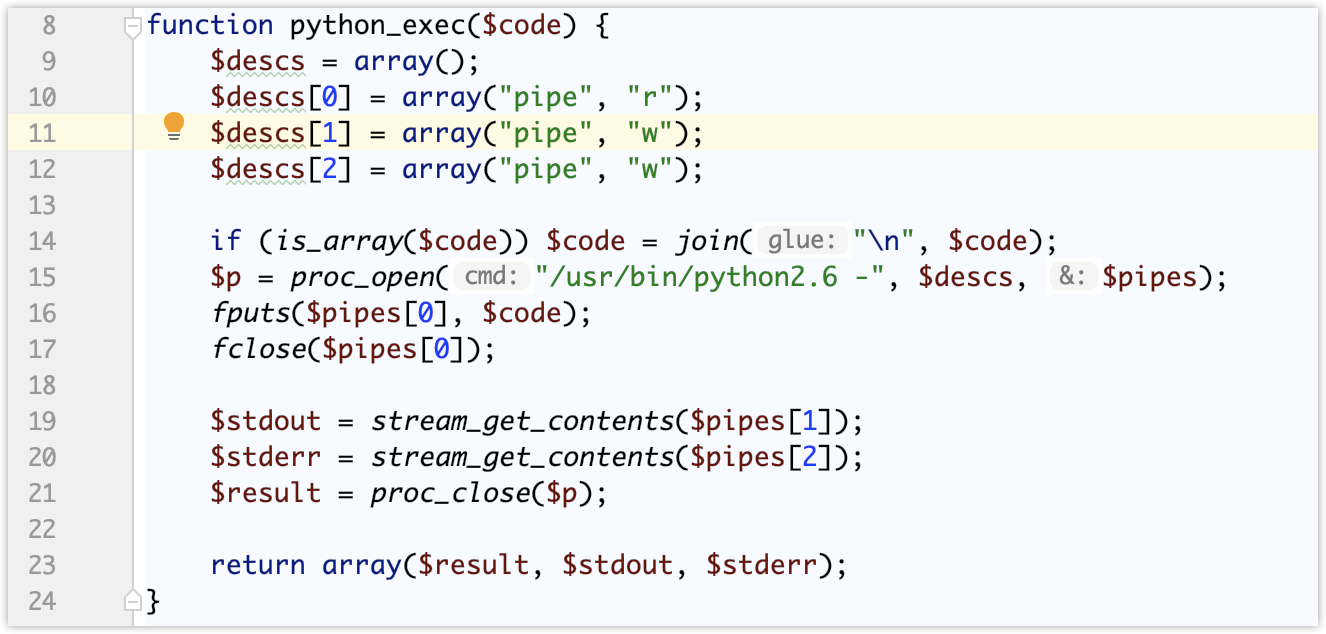 8 function python_exec($code) {
9 $descs = array();
10 $descs[0] = array("pipe", "r");
11 $descs[1] = array("pipe", "w");
12 $descs[2] = array("pipe", "w");
13
14 if (is_array($code)) $code = join( glue: "\n", $code);
15 $p = proc_open( cmd: "/usr/bin/python2.6 -", $descs, &: $pipes);
16 fputs($pipes[0], $code);
17 fclose($pipes[0]);
18
19 $stdout = stream_get_contents($pipes[1]);
20 $stderr = stream_get_contents($pipes[2]);
21 $result = proc_close($p);
22
23 return array($result, $stdout, $stderr);
24 }